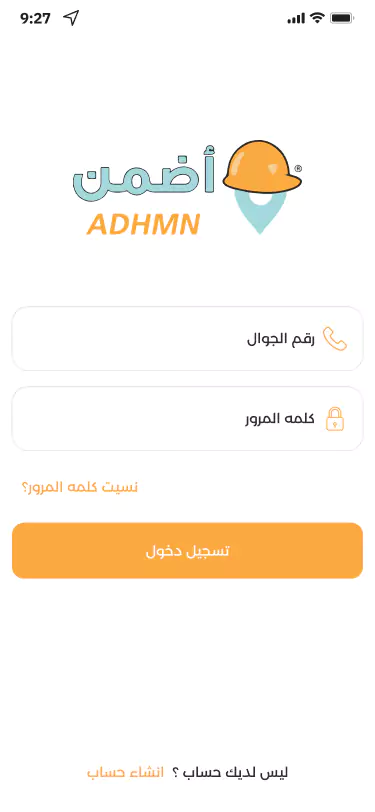 9:27
أضمن
®
ADHMN
رقم الجوال
كلمه المرور
نسيت كلمه المرور؟
تسجيل دخول
ليس لديك حساب ؟ انشاء حساب